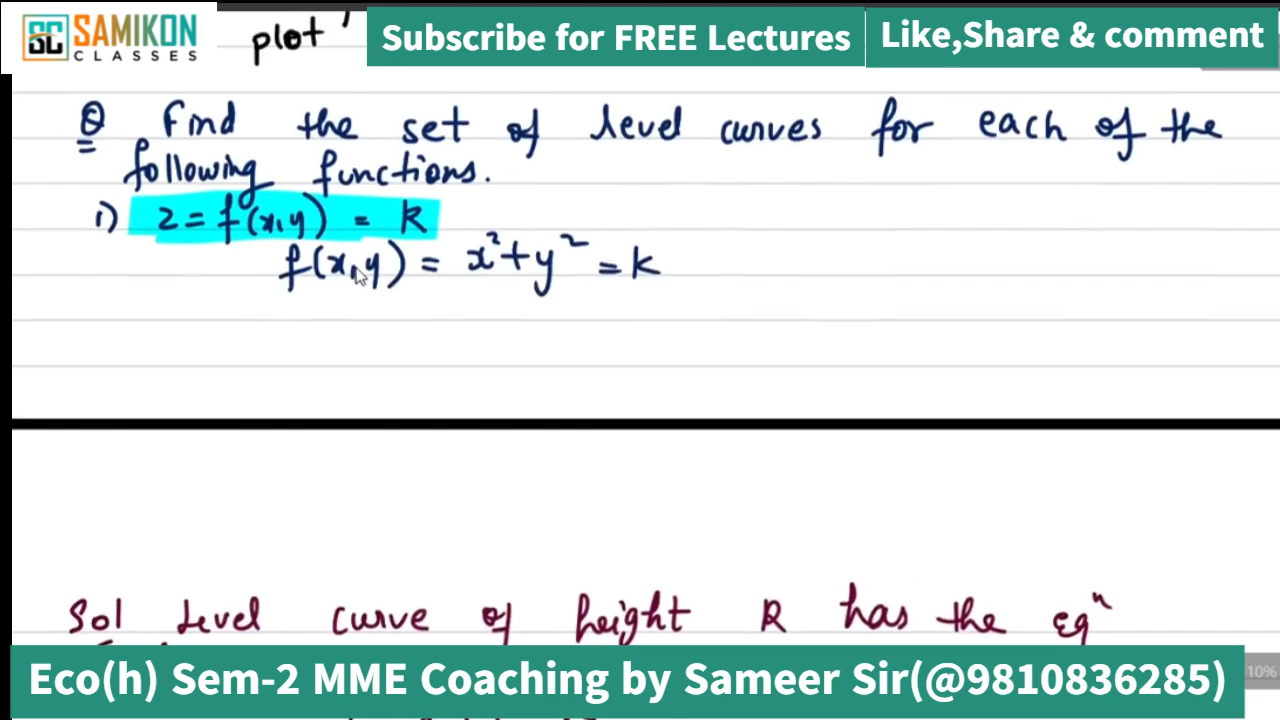 SC SAMIKON
CLASSES
plot
Subscribe for FREE Lectures
Like,Share & comment
Q Find the set of level curves for each of the
following functions.
i) z = f(x,y) = k
f(x,y) = x²+y² = k
Sol Level curve of height k has the eqⁿ
10%
Eco(h) Sem-2 MME Coaching by Sameer Sir(@9810836285)